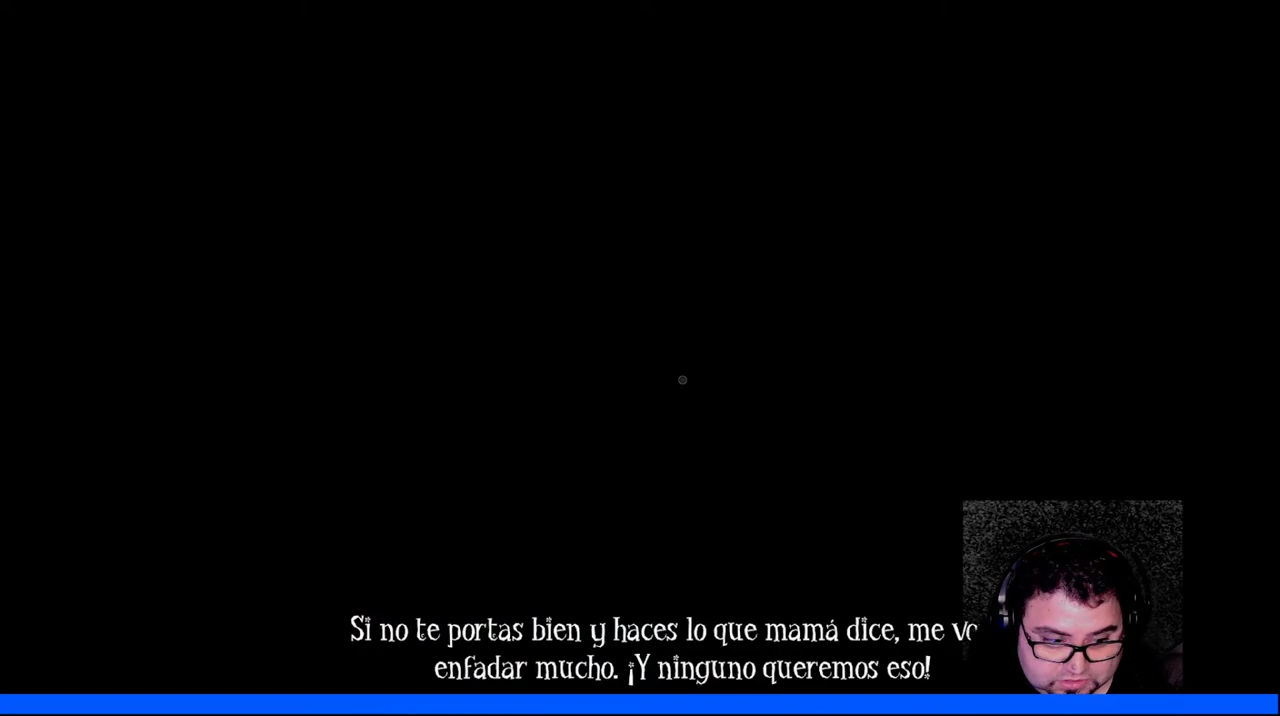 Si no te portas bien y haces lo que mamá dice, me
enfadar mucho. ¡Y ninguno queremos eso!